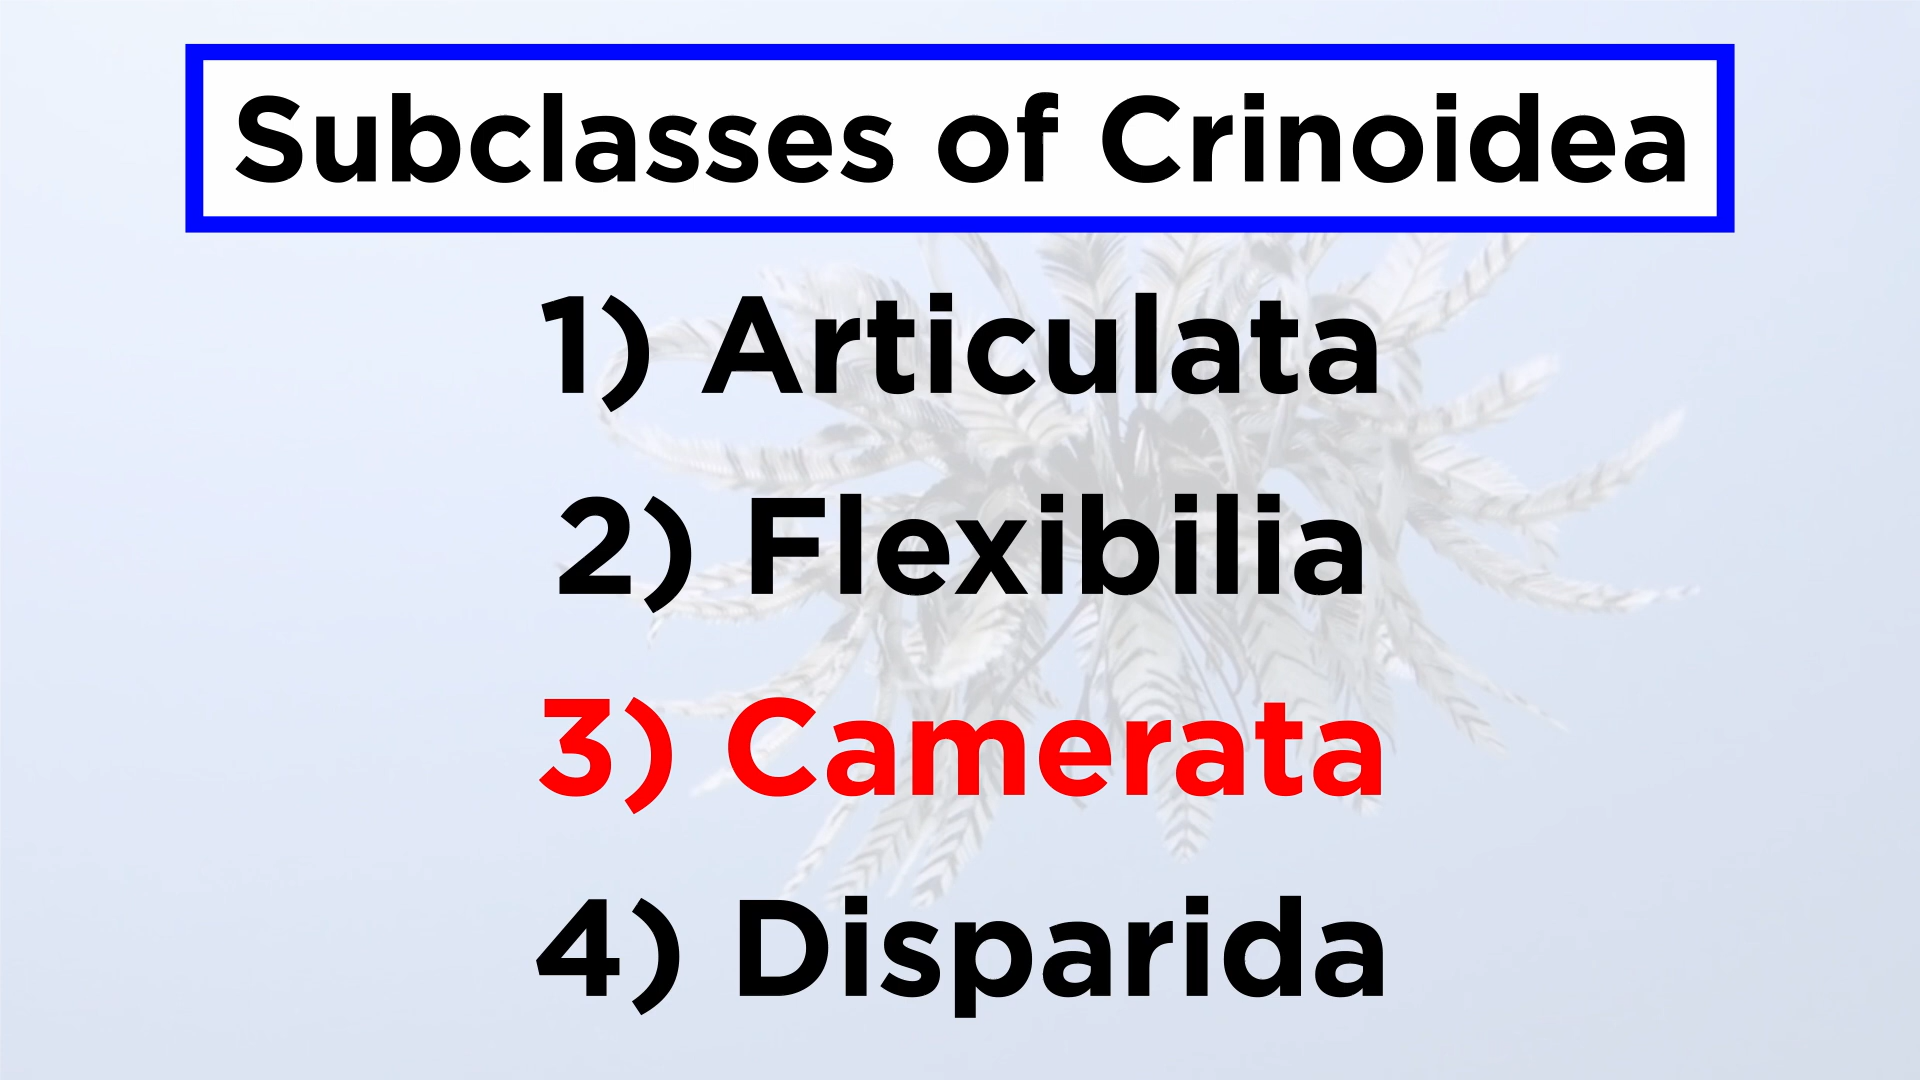 Subclasses of Crinoidea
1) Articulata
2) Flexibilia
3) Camerata
4) Disparida